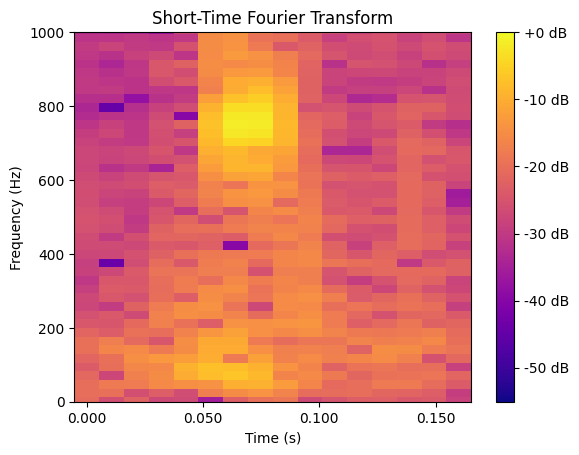 Short-Time Fourier Transform
1000
800
600
400
200
0
Frequency (Hz)
0.000
0.050
0.100
0.150
Time (s)
+0 dB
-10 dB
-20 dB
-30 dB
-40 dB
-50 dB